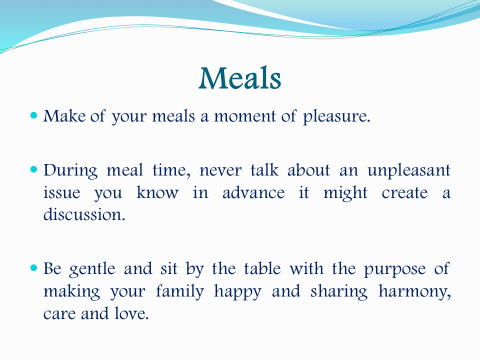 Meals
Make of your meals a moment of pleasure.
During meal time, never talk about an unpleasant
issue you know in advance it might create a
discussion.
Be gentle and sit by the table with the purpose of
making your family happy and sharing harmony,
care and love.